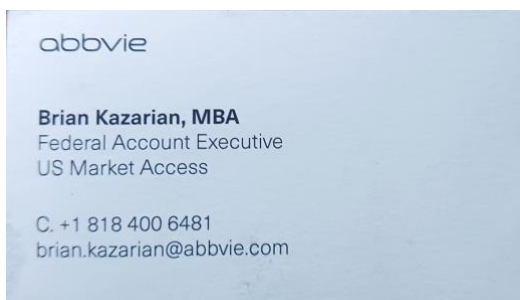 abbvie
Brian Kazarian, MBA
Federal Account Executive
US Market Access
C. +1 818 400 6481
brian.kazarian@abbvie.com